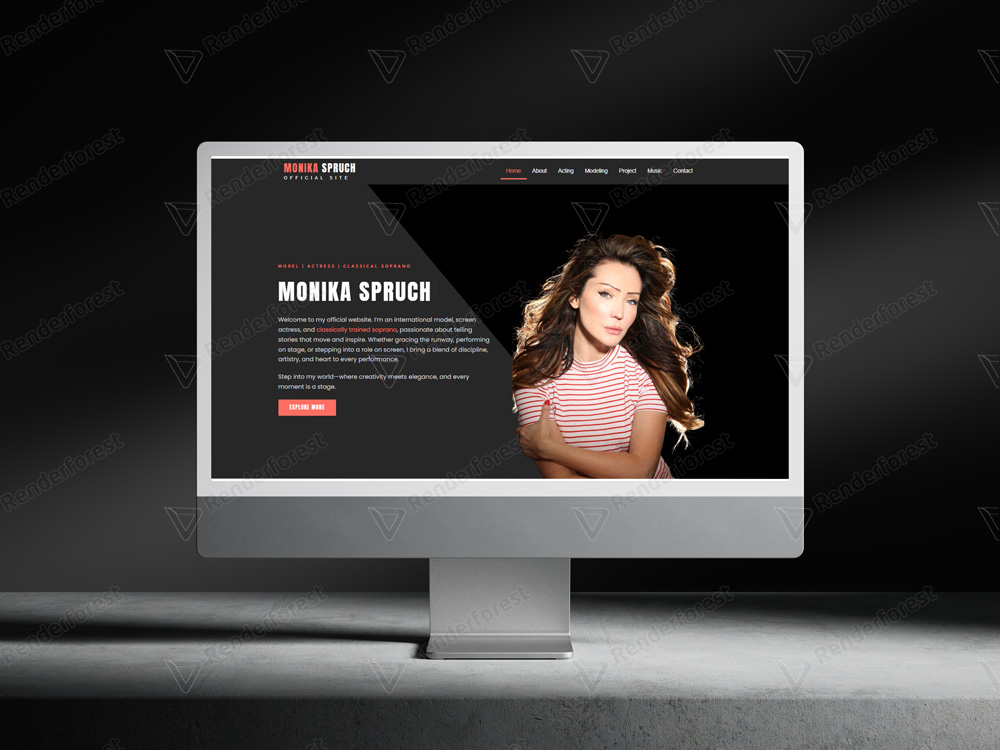 MONIKA SPRUCH
OFFICIAL SITE
Home About Acting Modeling Project Music Contact
MODEL | ACTRESS | CLASSICAL SOPRANO
MONIKA SPRUCH
Welcome to my official website. I'm an international model, screen
actress, and classically trained soprano, passionate about telling
stories that move and inspire. Whether gracing the runway, performing
on stage, or stepping into a role on screen, I bring a blend of discipline,
artistry, and heart to every performance.
Step into my world—where creativity meets elegance, and every
moment is a stage.
EXPLORE MORE
Renderforest